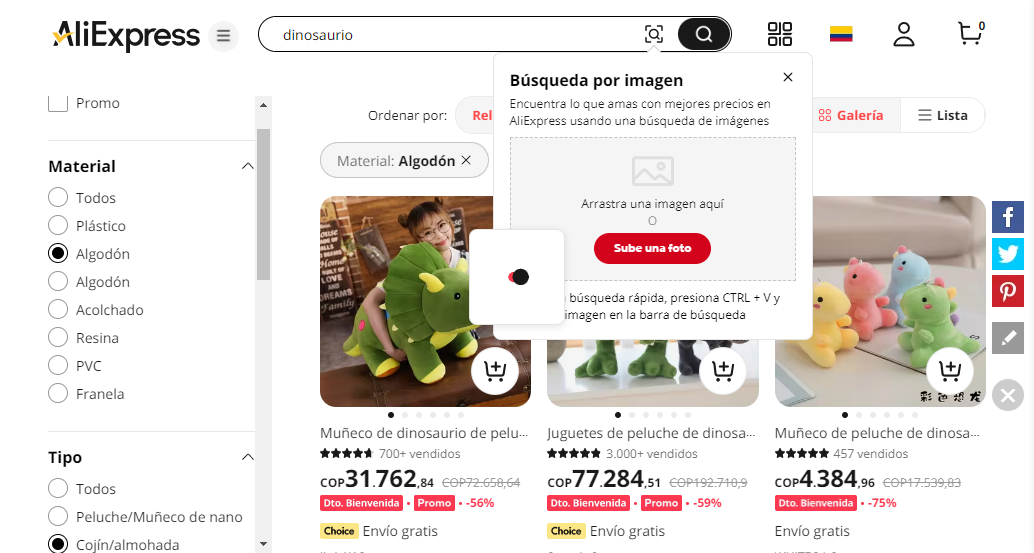 AliExpress
dinosaurio
0
Búsqueda por imagen
Encuentra lo que amas con mejores precios en
AliExpress usando una búsqueda de imágenes
Arrastra una imagen aquí
O
Sube una foto
búsqueda rápida, presiona CTRL + V y
imagen en la barra de búsqueda
Promo
Material
Todos
Plástico
Algodón
Algodón
Acolchado
Resina
PVC
Franela
Tipo
Todos
Peluche/Muñeco de nano
Cojín/almohada
Ordenar por:
Galería
Lista
Material: Algodón
DREAMS
family
Muñeco de dinosaurio de pelu...
700+ vendidos
COP31.762,84 COP72.658,64
Dto. Bienvenida • Promo • -56%
Choice Envío gratis
Juguetes de peluche de dinosa...
3.000+ vendidos
COP77.284,51 COP192.710,9
Dto. Bienvenida • Promo • -59%
Choice Envío gratis
彩色恐龙
Muñeco de peluche de dinosa...
457 vendidos
COP4.384,96 COP17.539,83
Dto. Bienvenida • -75%
Envío gratis